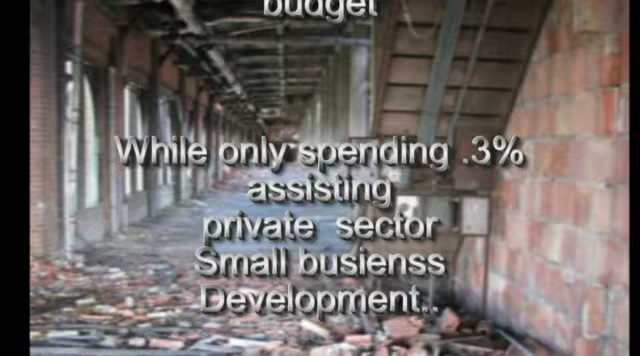 budget
While only spending .3%
assisting
private sector
Small busienss
Development..